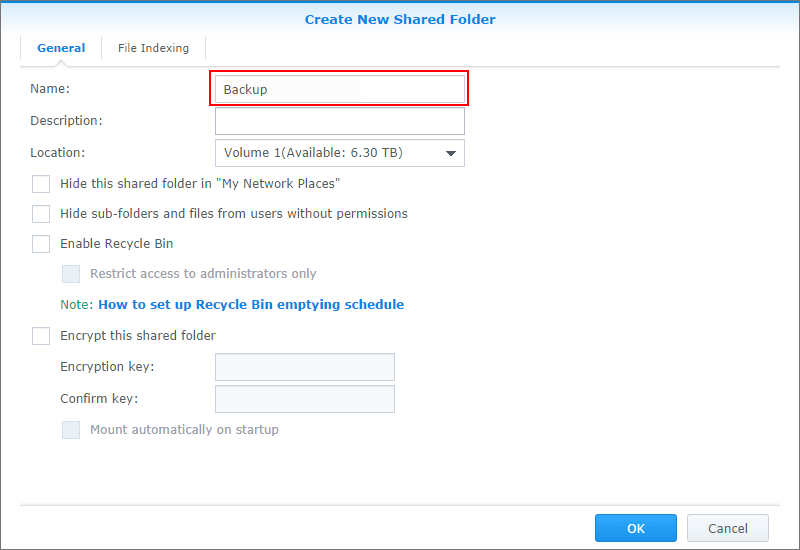 Create New Shared Folder
General File Indexing
Name: Backup
Description:
Location: Volume 1(Available: 6.30 TB)
Hide this shared folder in "My Network Places"
Hide sub-folders and files from users without permissions
Enable Recycle Bin
Restrict access to administrators only
Note: How to set up Recycle Bin emptying schedule
Encrypt this shared folder
Encryption key:
Confirm key:
Mount automatically on startup
OK Cancel